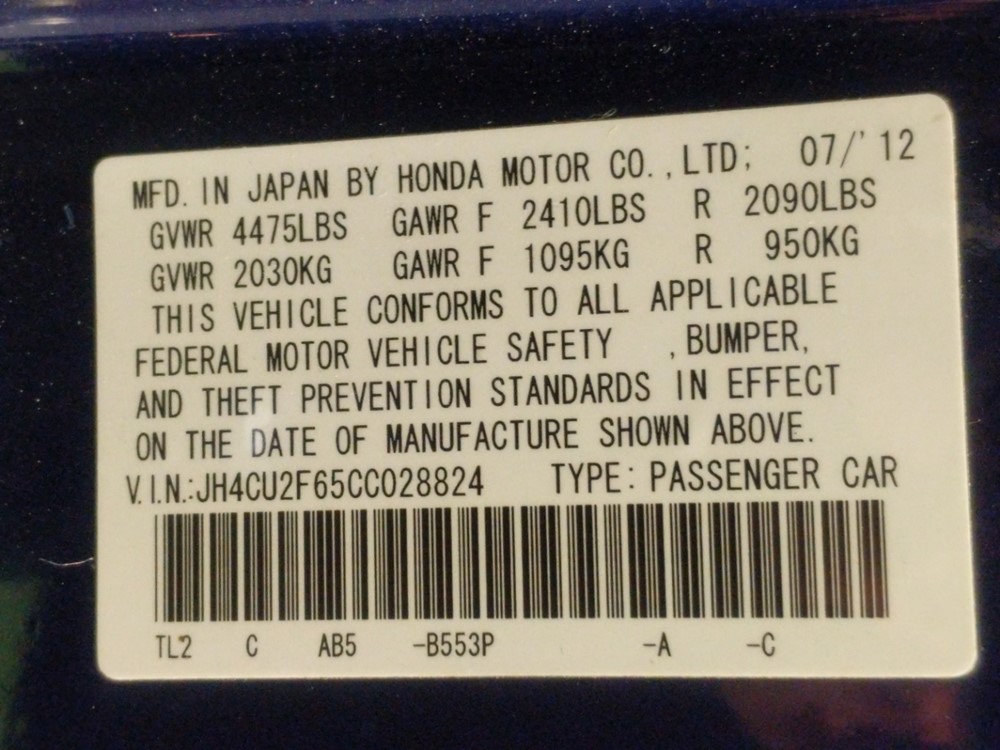 MFD. IN JAPAN BY HONDA MOTOR CO., LTD; 07/'12
GVWR 4475LBS GAWR F 2410LBS R 2090LBS
GVWR 2030KG GAWR F 1095KG R 950KG
THIS VEHICLE CONFORMS TO ALL APPLICABLE
FEDERAL MOTOR VEHICLE SAFETY , BUMPER,
AND THEFT PREVENTION STANDARDS IN EFFECT
ON THE DATE OF MANUFACTURE SHOWN ABOVE.
V.I.N.:JH4CU2F65CC028824 TYPE: PASSENGER CAR
TL2 C AB5 -B553P -A -C